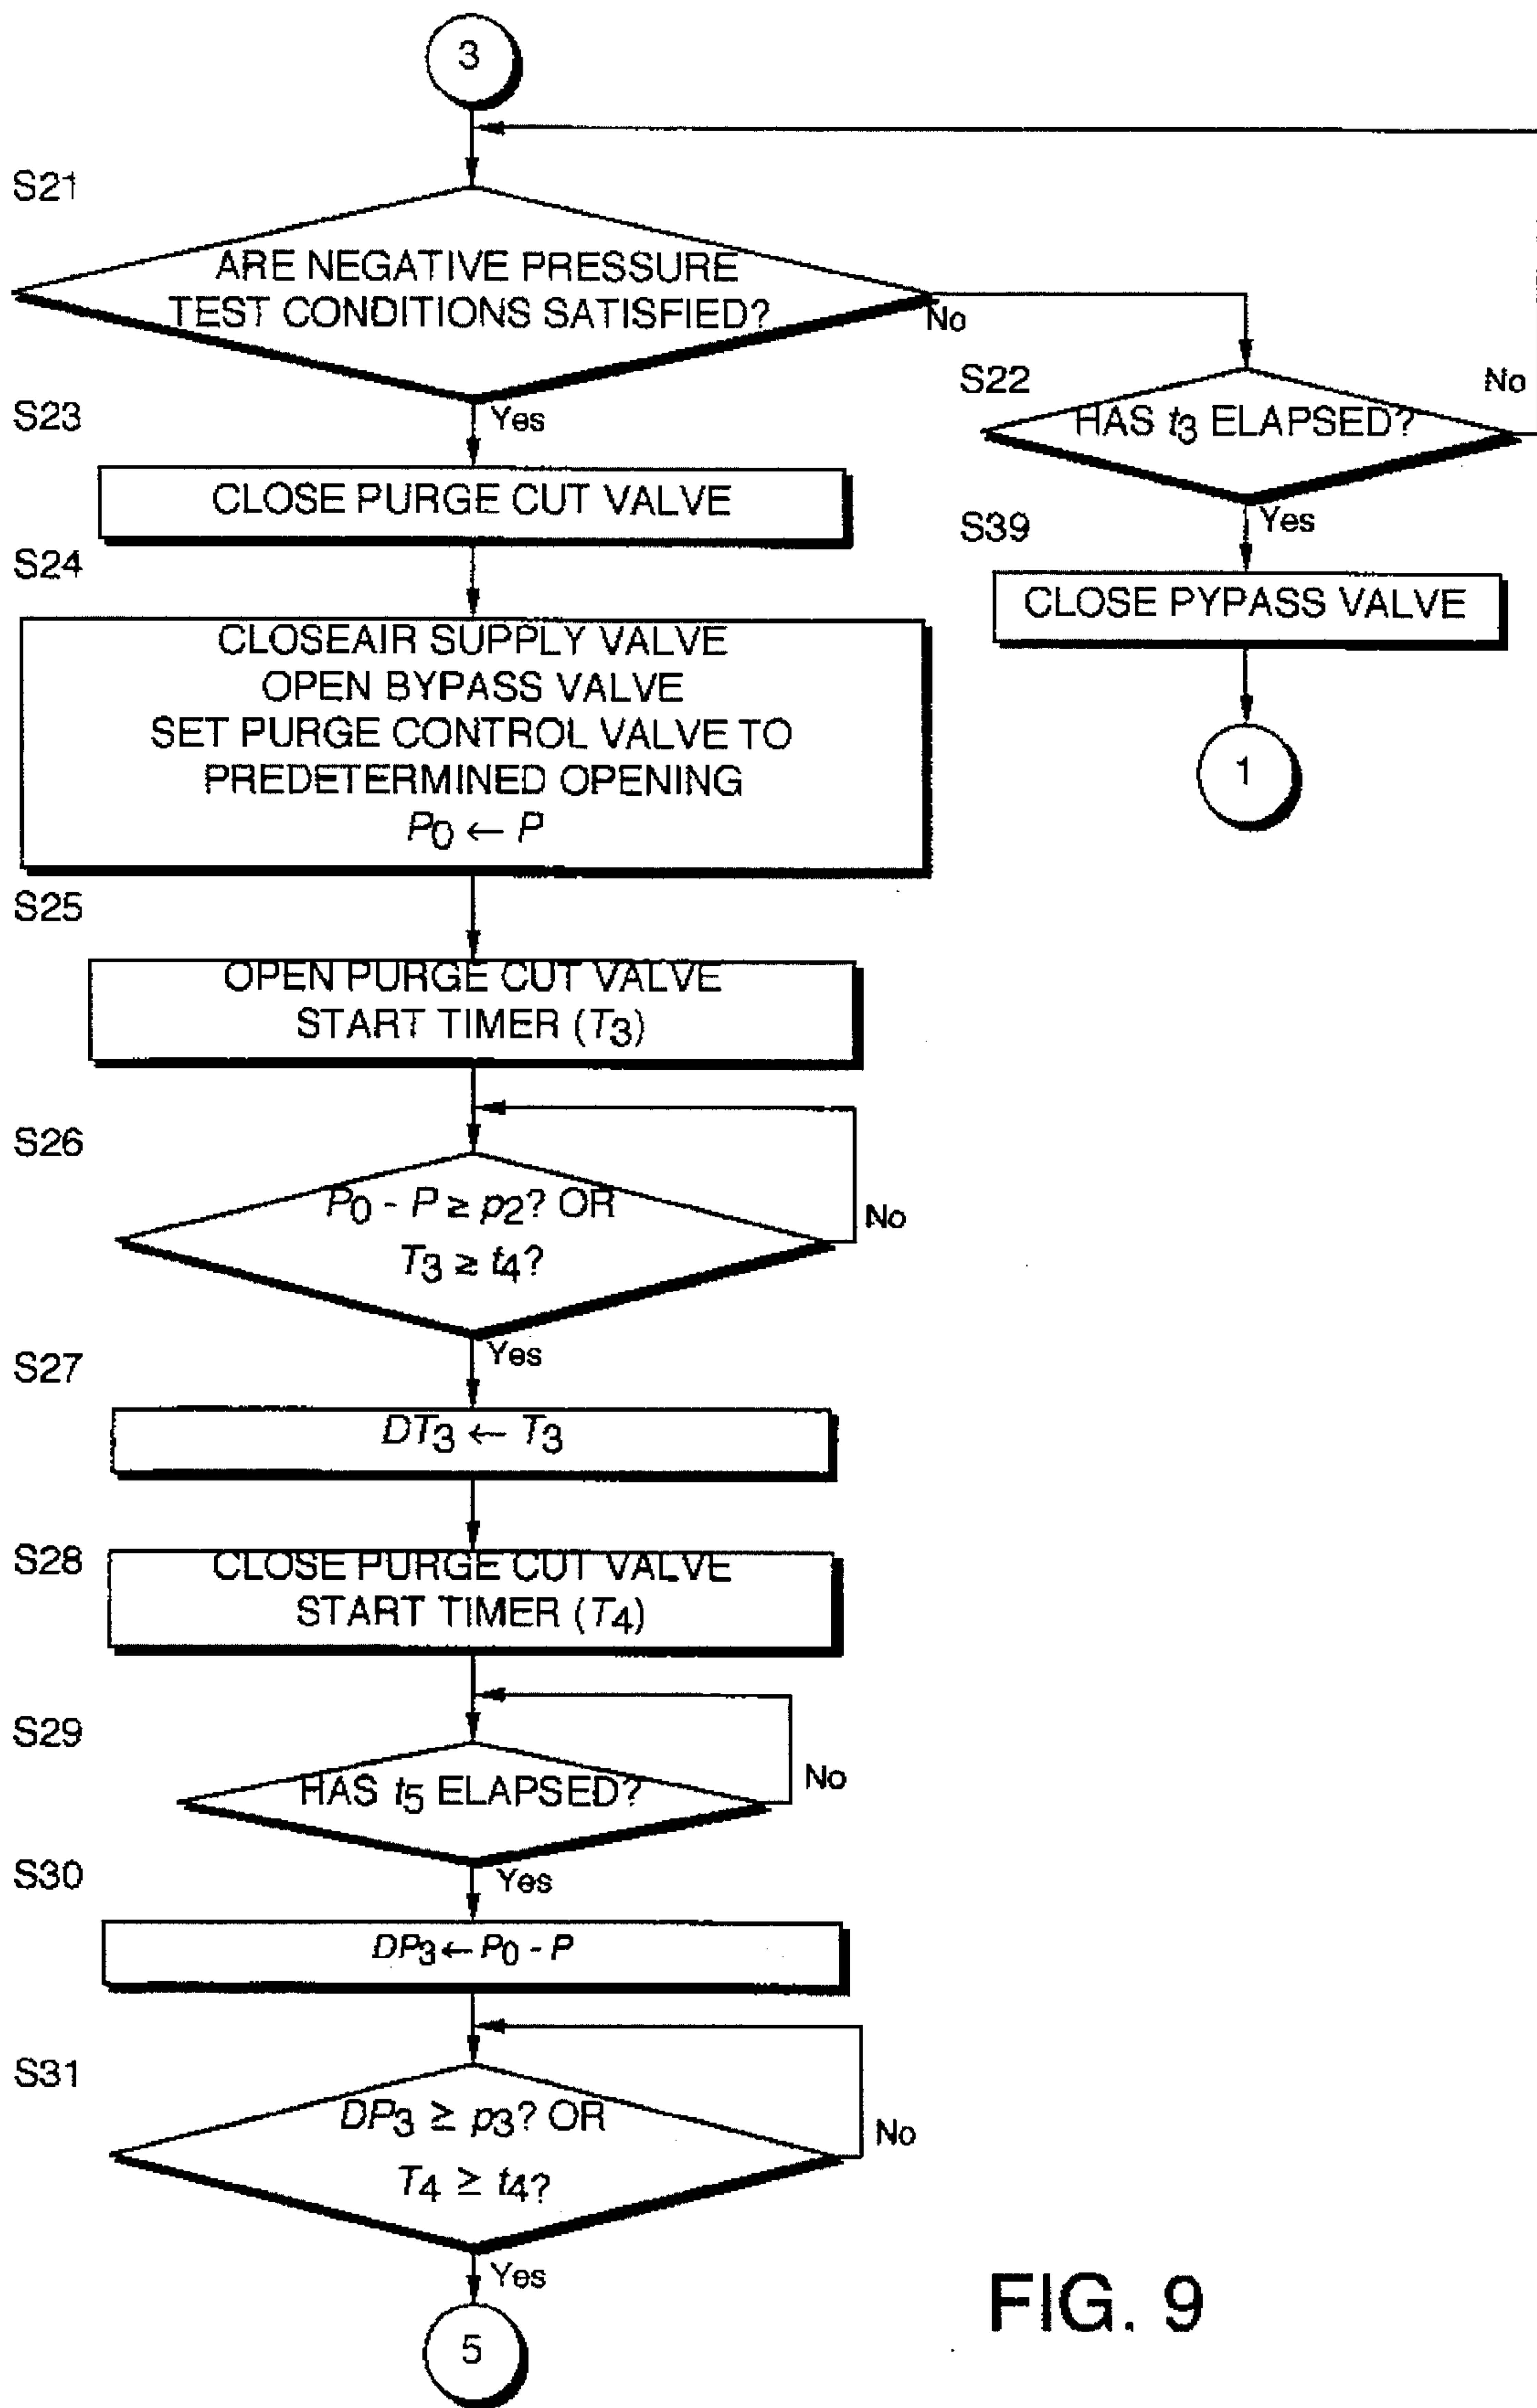 3
S21
ARE NEGATIVE PRESSURE
TEST CONDITIONS SATISFIED?
No
Yes
S22
HAS t3 ELAPSED?
No
Yes
S39
CLOSE PYPASS VALVE
1
S23
CLOSE PURGE CUT VALVE
S24
CLOSEAIR SUPPLY VALVE
OPEN BYPASS VALVE
SET PURGE CONTROL VALVE TO
PREDETERMINED OPENING
P0 ← P
S25
OPEN PURGE CUT VALVE
START TIMER (T3)
S26
P0 - P ≥ p2? OR
T3 ≥ t4?
No
Yes
S27
DT3 ← T3
S28
CLOSE PURGE CUT VALVE
START TIMER (T4)
S29
HAS t5 ELAPSED?
No
Yes
S30
DP3 ← P0 - P
S31
DP3 ≥ p3? OR
T4 ≥ t4?
No
Yes
5
FIG. 9